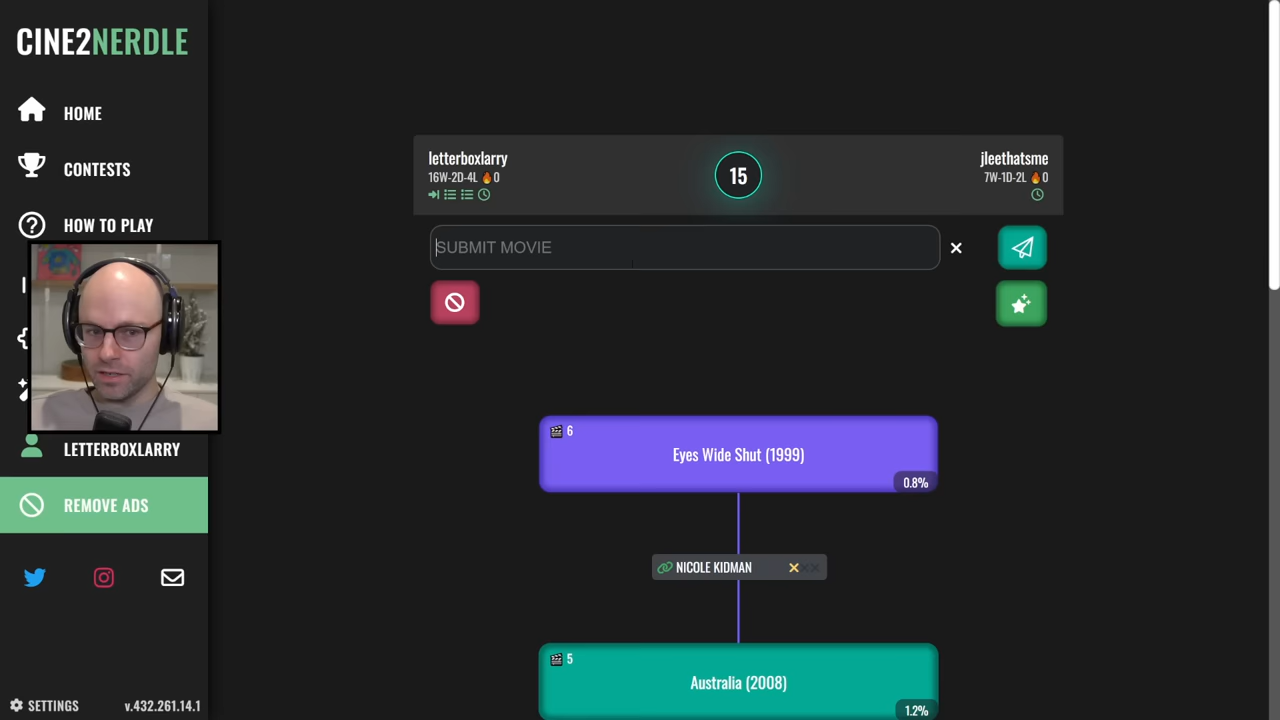 CINE2NERDLE
HOME
CONTESTS
HOW TO PLAY
LETTERBOXLARRY
REMOVE ADS
SETTINGS
v.432.261.14.1
letterboxlarry
16W-2D-4L 0
15
jleethatsme
7W-1D-2L 0
SUBMIT MOVIE
6
Eyes Wide Shut (1999)
0.8%
NICOLE KIDMAN
5
Australia (2008)
1.2%